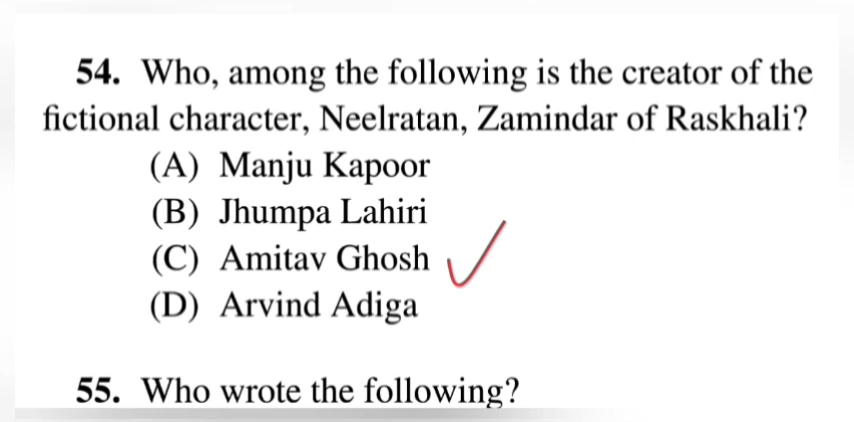 54. Who, among the following is the creator of the
fictional character, Neelratan, Zamindar of Raskhali?
(A) Manju Kapoor
(B) Jhumpa Lahiri
(C) Amitav Ghosh
(D) Arvind Adiga
55. Who wrote the following?